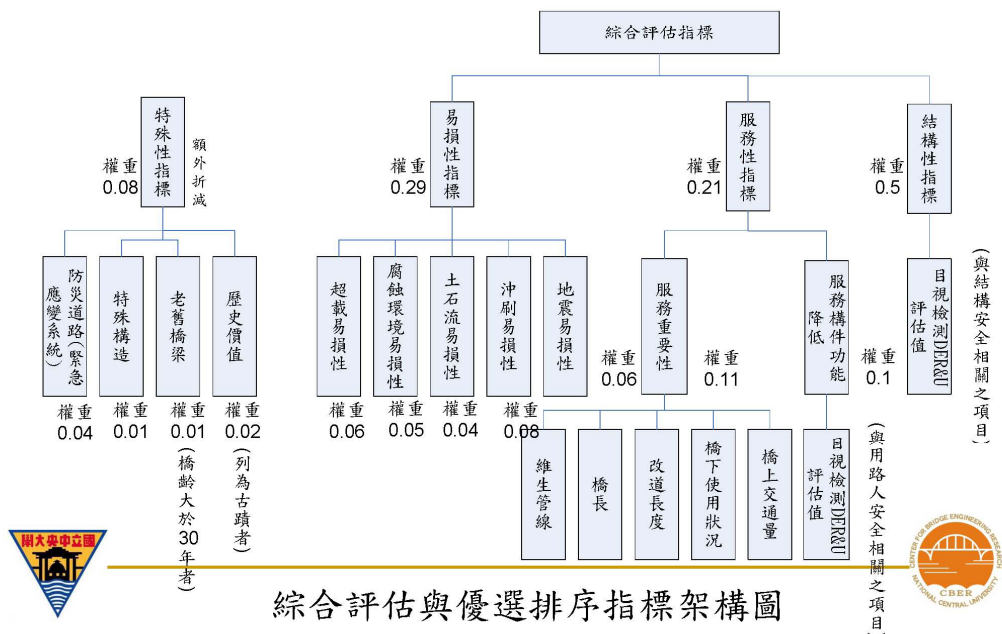 綜合評估指標
特殊性指標
額外折減
權重
0.08
易損性指標
權重
0.29
服務性指標
權重
0.21
結構性指標
權重
0.5
防災道路(緊急
應變系統)
權重
0.04
特殊構造
權重
0.01
老舊橋梁
權重
0.01
(橋齡大於30年者)
歷史價值
權重
0.02
(列為古蹟者)
超載易損性
權重
0.06
腐蝕環境易損性
權重
0.05
土石流易損性
權重
0.04
沖刷易損性
權重
0.08
地震易損性
服務重要性
權重
0.06
權重
0.11
服務構件功能
降低
權重
0.1
目視檢測DER&U
評估值
(與結構安全相關之項目)
維生管線
橋長
改道長度
橋下使用狀況
橋上交通量
目視檢測DER&U
評估值
(與用路人安全相關之項目)
國立中央大學
CENTER FOR BRIDGE ENGINEERING RESEARCH
CBER
NATIONAL CENTRAL UNIVERSITY
綜合評估與優選排序指標架構圖